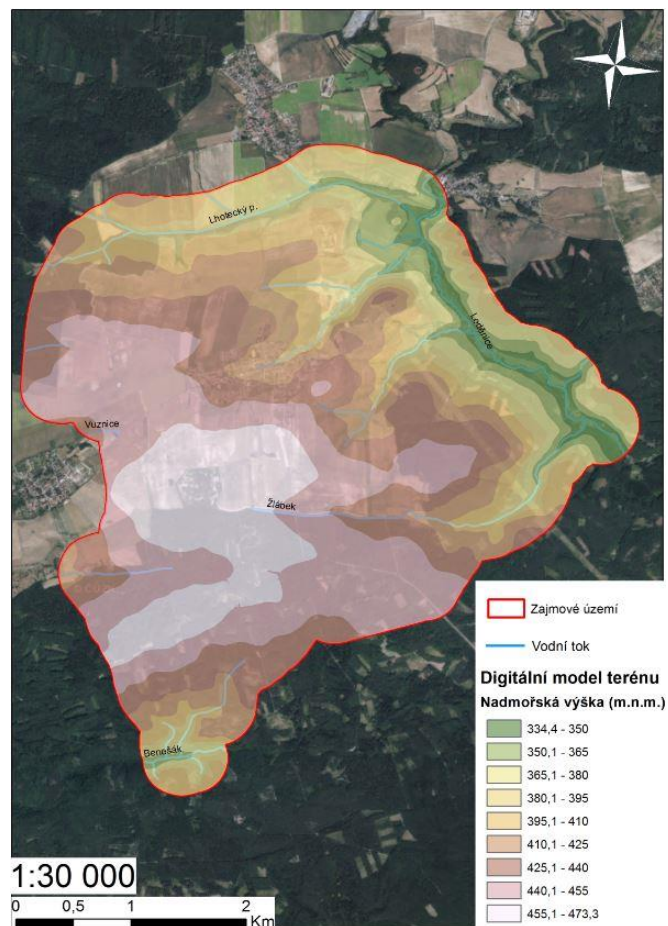 Lhotecký p.
Loděnice
Vůznice
Žlábek
Benešák
Zajmové území
Vodní tok
Digitální model terénu
Nadmořská výška (m.n.m.)
334,4 - 350
350,1 - 365
365,1 - 380
380,1 - 395
395,1 - 410
410,1 - 425
425,1 - 440
440,1 - 455
455,1 - 473,3
1:30 000
0 0,5 1 2
Km